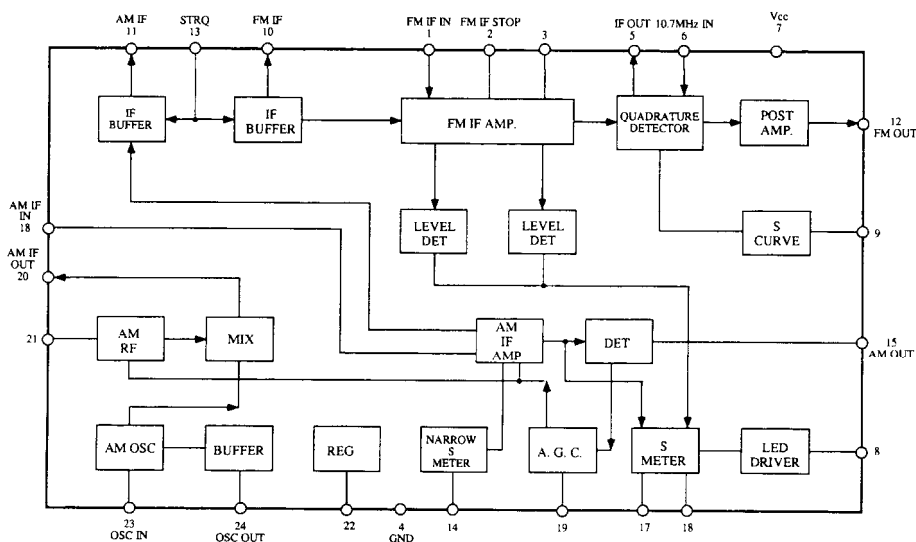 AM IF STRQ FM IF FM IF IN FM IF STOP IF OUT 10.7MHz IN Vcc
11 13 10 1 2 3 5 6 7
IF
BUFFER
IF
BUFFER
FM IF AMP.
QUADRATURE
DETECTOR
POST
AMP.
12
FM OUT
AM IF
IN
18
LEVEL
DET
LEVEL
DET
S
CURVE
9
AM IF
OUT
20
21
AM
RF
MIX
AM
IF
AMP
DET
15
AM OUT
AM OSC
BUFFER
REG
NARROW
S
METER
A. G. C.
S
METER
LED
DRIVER
8
23 24 22 4 14 19 17 18
OSC IN OSC OUT GND